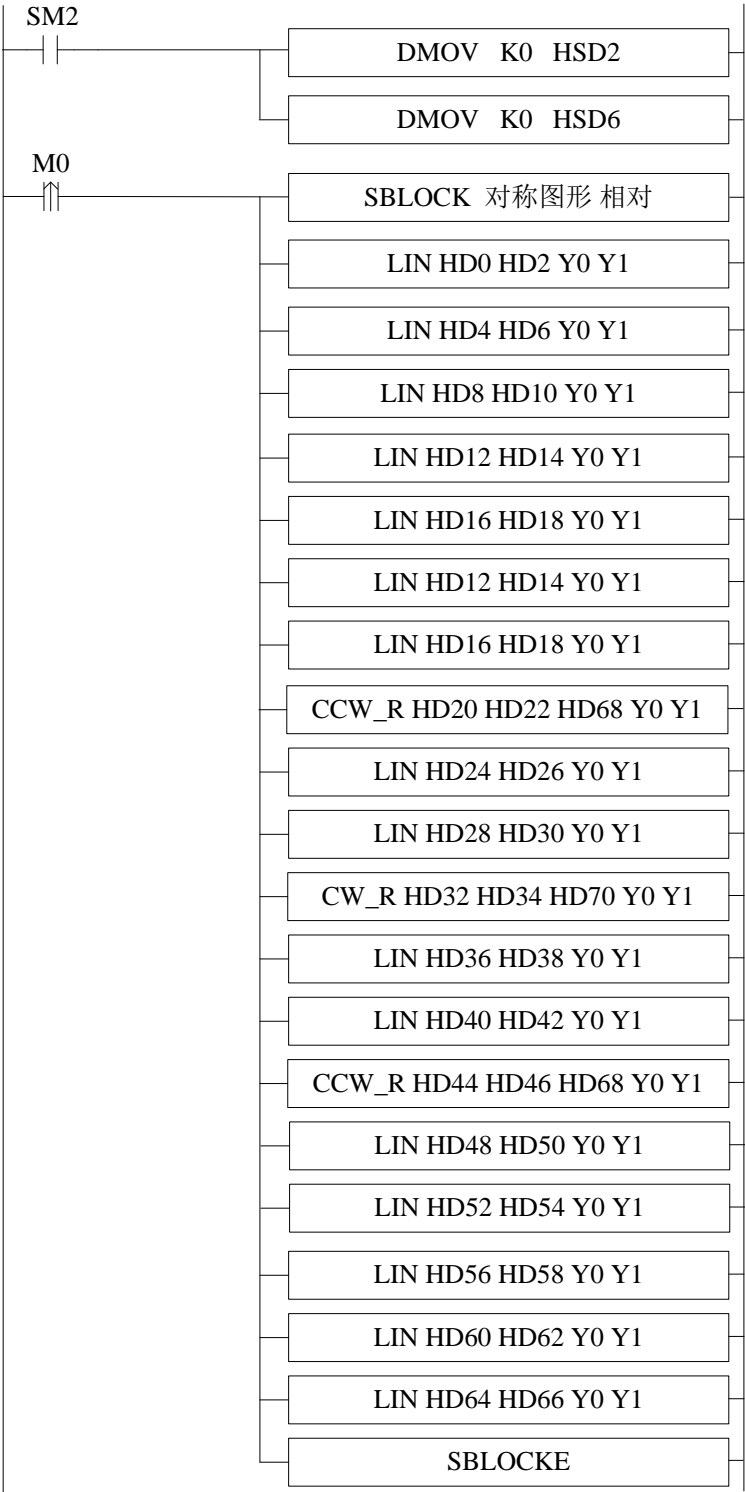 SM2
DMOV K0 HSD2
DMOV K0 HSD6
M0
SBLOCK 对称图形 相对
LIN HD0 HD2 Y0 Y1
LIN HD4 HD6 Y0 Y1
LIN HD8 HD10 Y0 Y1
LIN HD12 HD14 Y0 Y1
LIN HD16 HD18 Y0 Y1
LIN HD12 HD14 Y0 Y1
LIN HD16 HD18 Y0 Y1
CCW_R HD20 HD22 HD68 Y0 Y1
LIN HD24 HD26 Y0 Y1
LIN HD28 HD30 Y0 Y1
CW_R HD32 HD34 HD70 Y0 Y1
LIN HD36 HD38 Y0 Y1
LIN HD40 HD42 Y0 Y1
CCW_R HD44 HD46 HD68 Y0 Y1
LIN HD48 HD50 Y0 Y1
LIN HD52 HD54 Y0 Y1
LIN HD56 HD58 Y0 Y1
LIN HD60 HD62 Y0 Y1
LIN HD64 HD66 Y0 Y1
SBLOCKE